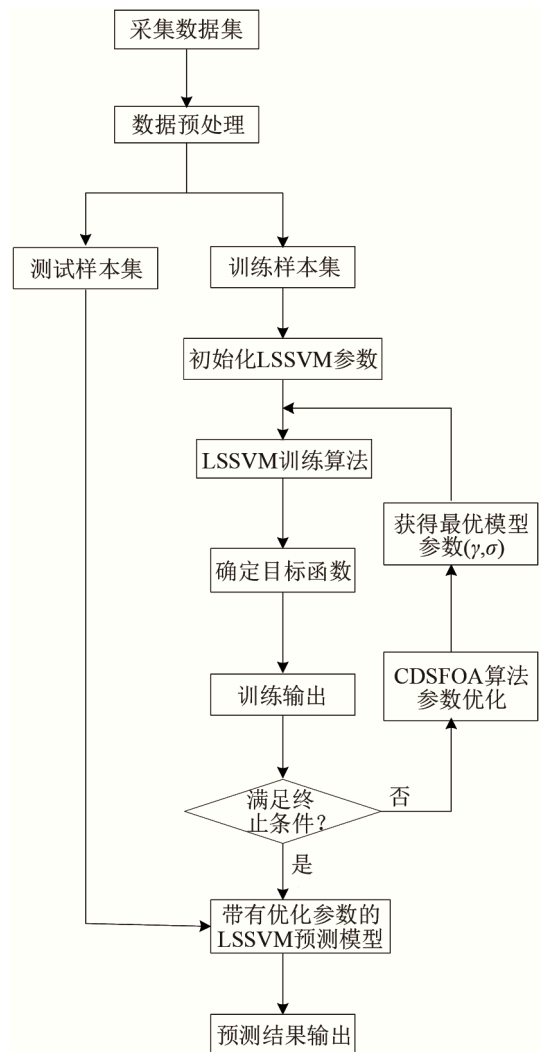 采集数据集
数据预处理
测试样本集
训练样本集
初始化LSSVM参数
LSSVM训练算法
获得最优模型
参数(γ,σ)
确定目标函数
CDSFOA算法
参数优化
训练输出
满足终
止条件？
否
是
带有优化参数的
LSSVM预测模型
预测结果输出